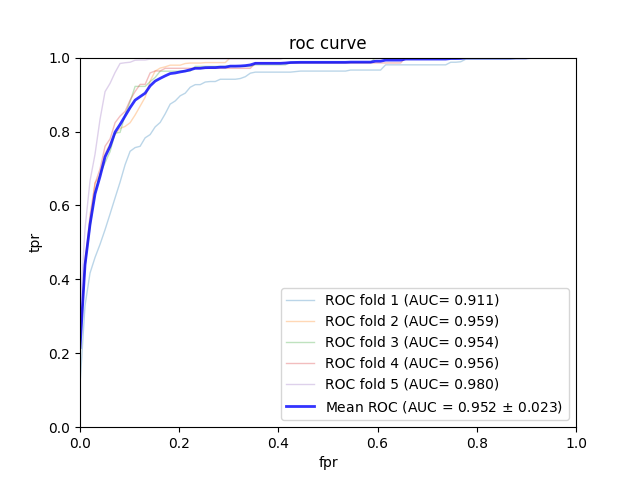 roc curve
1.0
0.8
0.6
0.4
0.2
0.0
tpr
ROC fold 1 (AUC= 0.911)
ROC fold 2 (AUC= 0.959)
ROC fold 3 (AUC= 0.954)
ROC fold 4 (AUC= 0.956)
ROC fold 5 (AUC= 0.980)
Mean ROC (AUC = 0.952 ± 0.023)
0.0 0.2 0.4 0.6 0.8 1.0
fpr